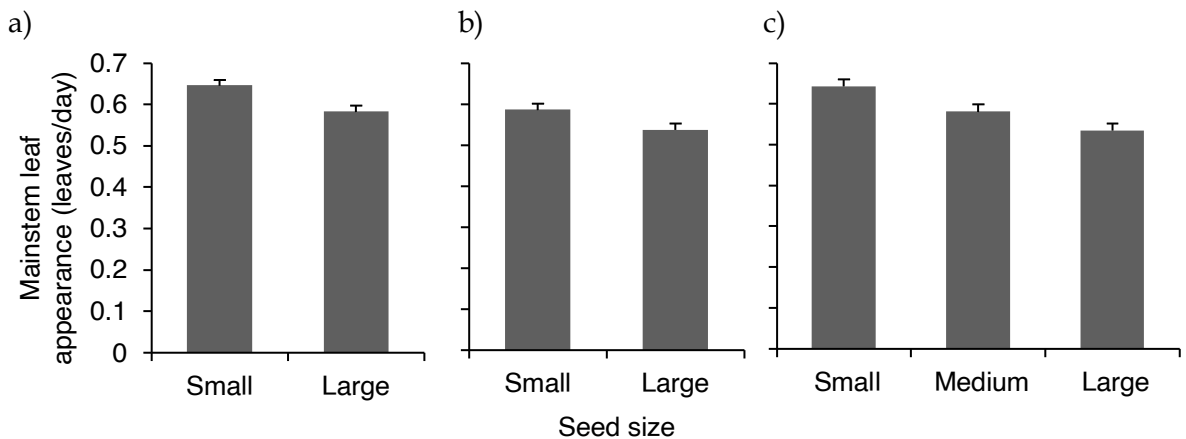 a)
b)
c)
Mainstem leaf
appearance (leaves/day)
0.7
0.6
0.5
0.4
0.3
0.2
0.1
0
Small Large
Small Large
Small Medium Large
Seed size